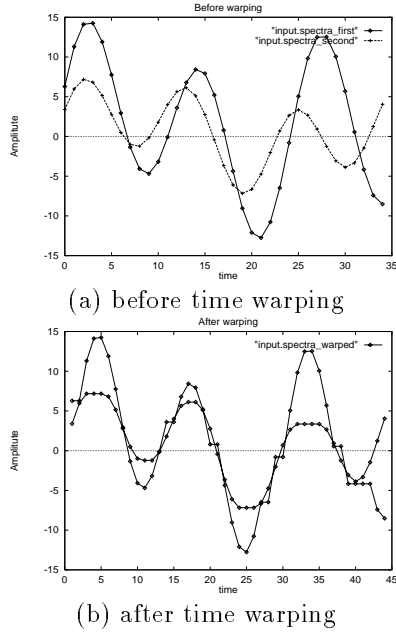 Before warping
15
"input.spectra_first"
"input.spectra_second"
10
5
Amplitute
0
-5
-10
-15
0 5 10 15 20 25 30 35
time
(a) before time warping
After warping
15
"input.spectra_warped"
10
5
Amplitute
0
-5
-10
-15
0 5 10 15 20 25 30 35 40 45
time
(b) after time warping